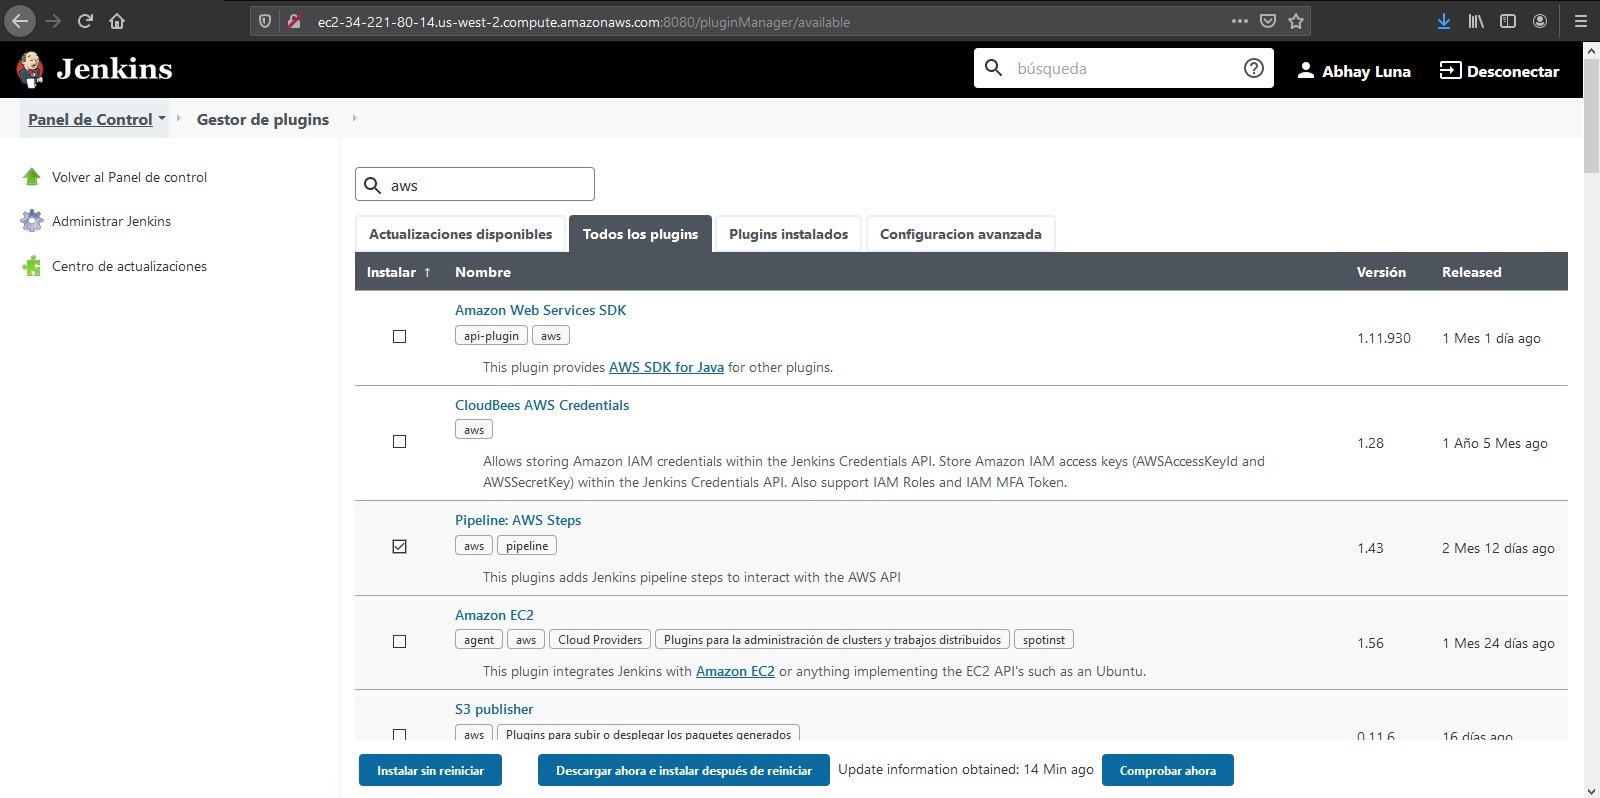 ec2-34-221-80-14.us-west-2.compute.amazonaws.com:8080/pluginManager/available
Jenkins
búsqueda
Abhay Luna
Desconectar
Panel de Control
Gestor de plugins
Volver al Panel de control
Administrar Jenkins
Centro de actualizaciones
aws
Actualizaciones disponibles
Todos los plugins
Plugins instalados
Configuracion avanzada
Instalar ↑ Nombre Versión Released
Amazon Web Services SDK
api-plugin aws
1.11.930 1 Mes 1 día ago
This plugin provides AWS SDK for Java for other plugins.
CloudBees AWS Credentials
aws
1.28 1 Año 5 Mes ago
Allows storing Amazon IAM credentials within the Jenkins Credentials API. Store Amazon IAM access keys (AWSAccessKeyId and
AWSSecretKey) within the Jenkins Credentials API. Also support IAM Roles and IAM MFA Token.
Pipeline: AWS Steps
aws pipeline
1.43 2 Mes 12 días ago
This plugins adds Jenkins pipeline steps to interact with the AWS API
Amazon EC2
agent aws Cloud Providers Plugins para la administración de clusters y trabajos distribuidos spotinst
1.56 1 Mes 24 días ago
This plugin integrates Jenkins with Amazon EC2 or anything implementing the EC2 API's such as an Ubuntu.
S3 publisher
aws Plugins para subir o desplegar los paquetes generados
0.11.6 16 días ago
Instalar sin reiniciar
Descargar ahora e instalar después de reiniciar
Update information obtained: 14 Min ago
Comprobar ahora